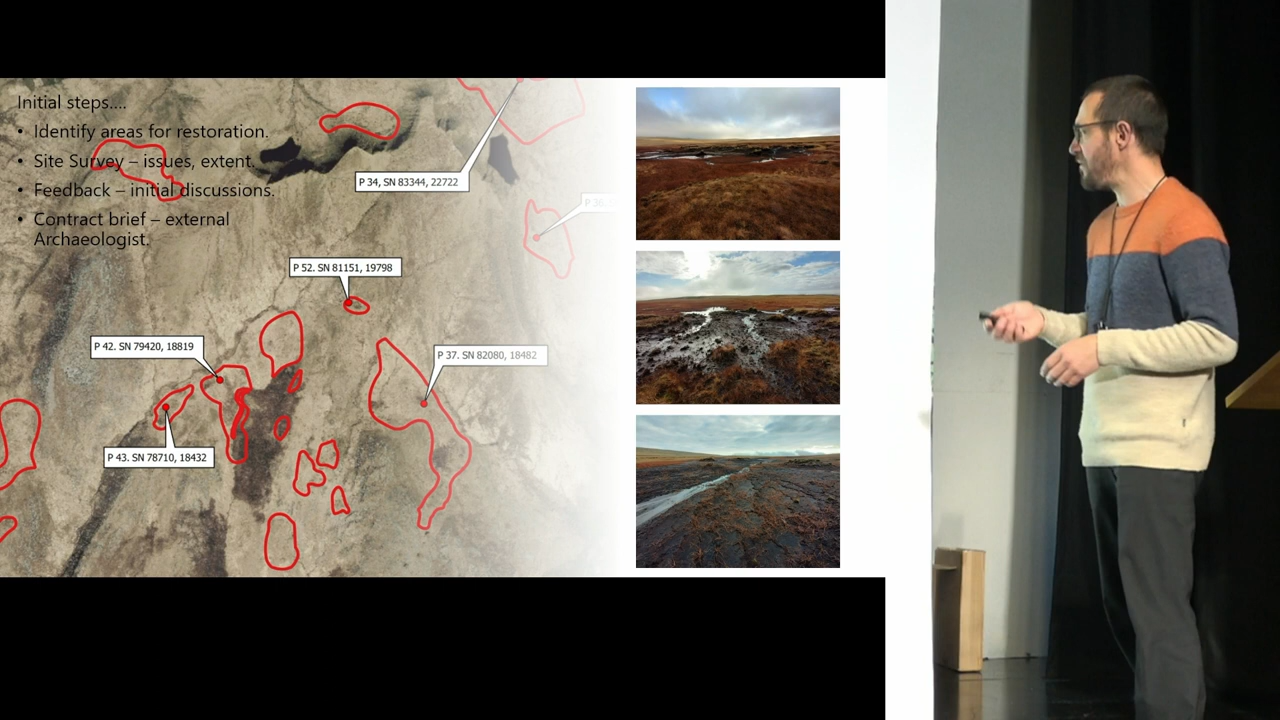 Initial steps....
• Identify areas for restoration.
• Site Survey – issues, extent.
• Feedback – initial discussions.
• Contract brief – external
Archaeologist.
P 34, SN 83344, 22722
P 36.
P 52. SN 81151, 19798
P 42. SN 79420, 18819
P 37. SN 82080, 18482
P 43. SN 78710, 18432